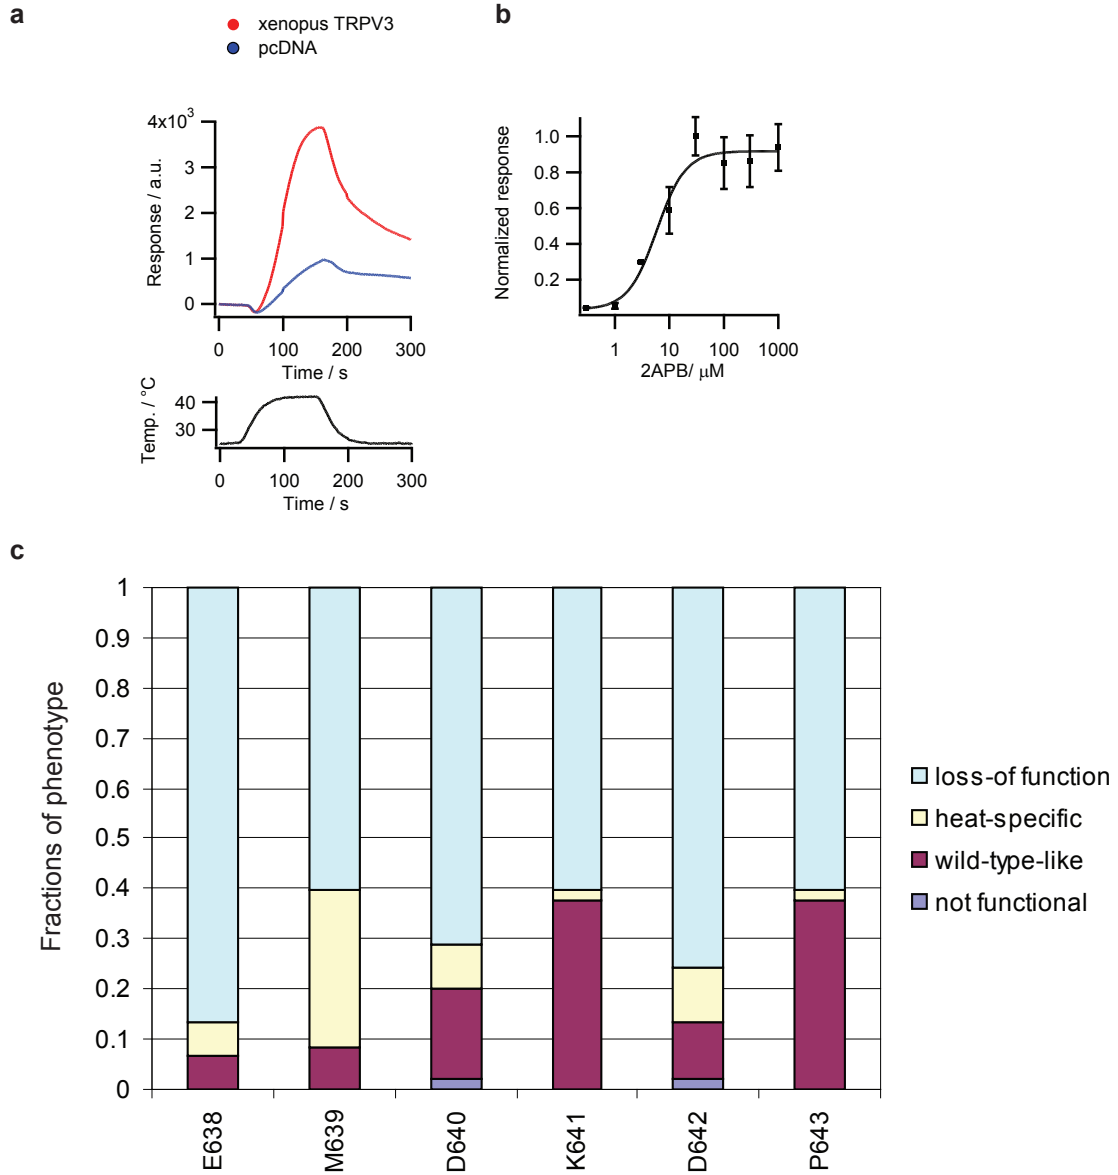 a
xenopus TRPV3
pcDNA
4x10³
3
2
1
0
Response / a.u.
0 100 200 300
Time / s
40
30
Temp. / °C
0 100 200 300
Time / s
b
1.0
0.8
0.6
0.4
0.2
Normalized response
1 10 100 1000
2APB/ μM
c
1
0.9
0.8
0.7
0.6
0.5
0.4
0.3
0.2
0.1
0
Fractions of phenotype
E638 M639 D640 K641 D642 P643
loss-of function
heat-specific
wild-type-like
not functional